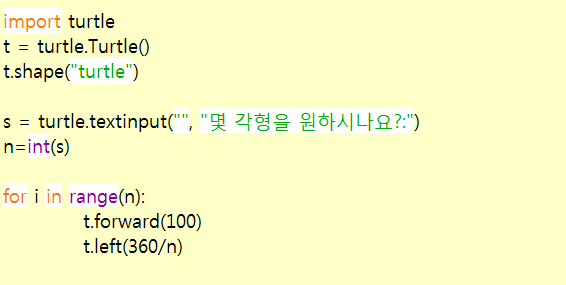 import turtle
t = turtle.Turtle()
t.shape("turtle")
s = turtle.textinput("", "몇 각형을 원하시나요?:")
n=int(s)
for i in range(n):
t.forward(100)
t.left(360/n)